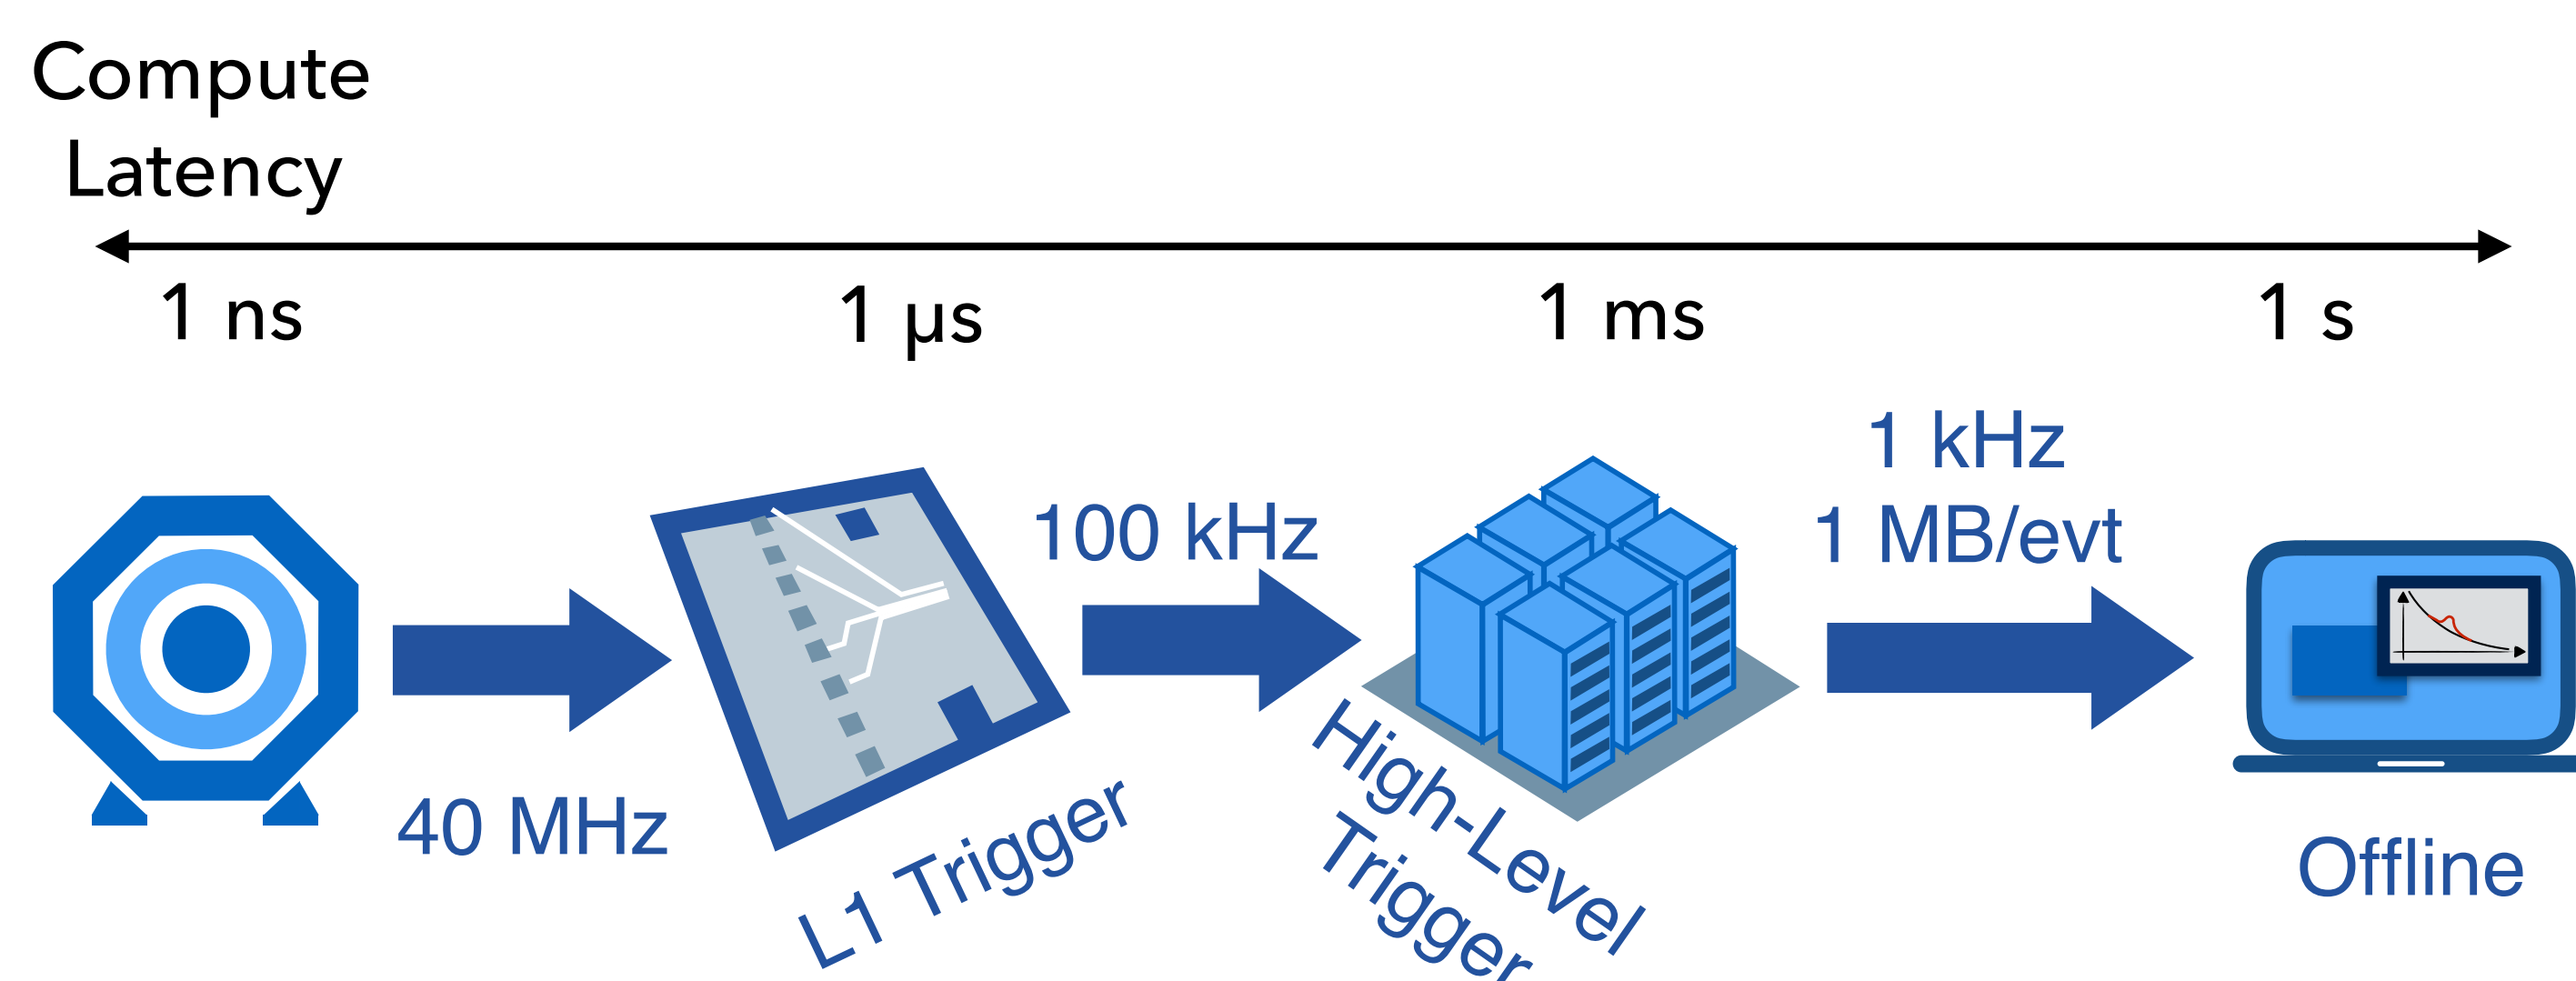 Compute
Latency
1 ns
1 µs
1 ms
1 s
40 MHz
L1 Trigger
100 kHz
High-Level
Trigger
1 kHz
1 MB/evt
Offline